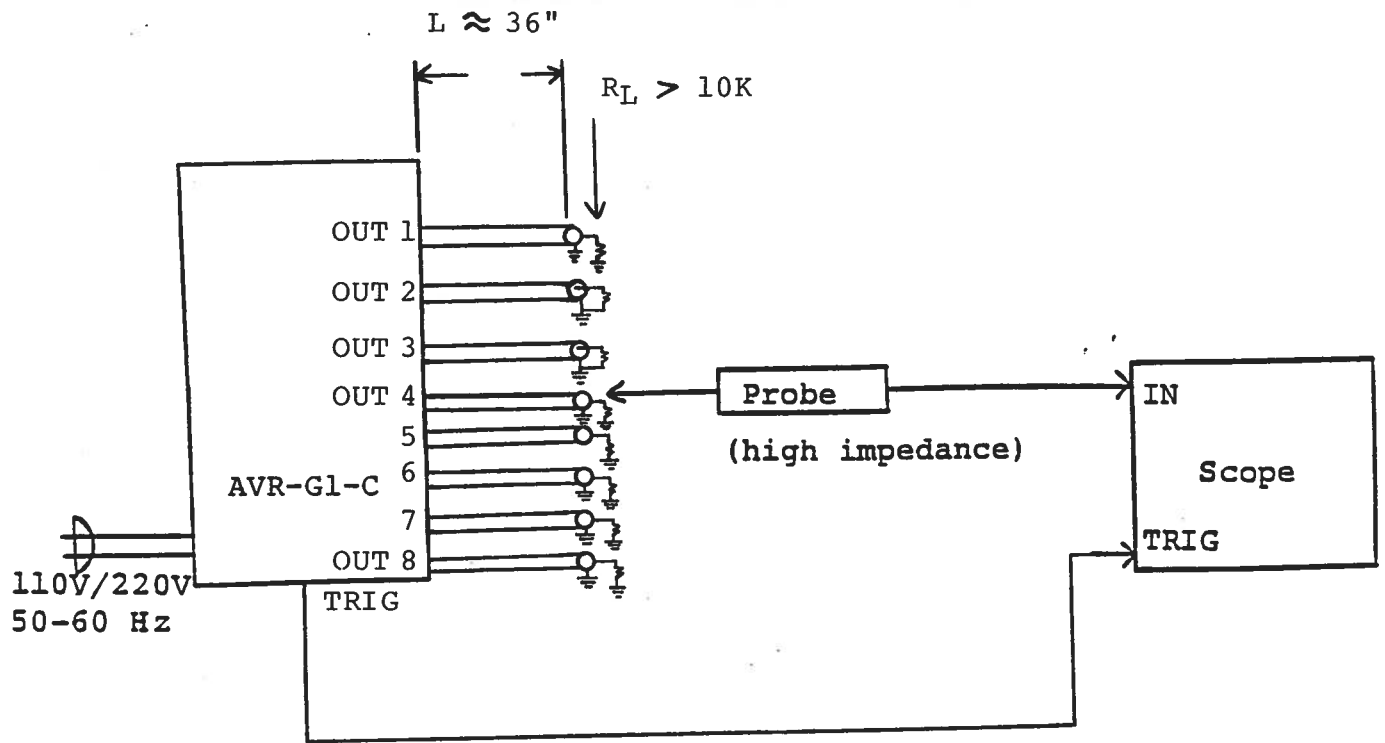 L ≈ 36"
R_L > 10K
OUT 1
OUT 2
OUT 3
OUT 4
5
6
AVR-G1-C
7
OUT 8
TRIG
110V/220V
50-60 Hz
Probe
(high impedance)
IN
Scope
TRIG